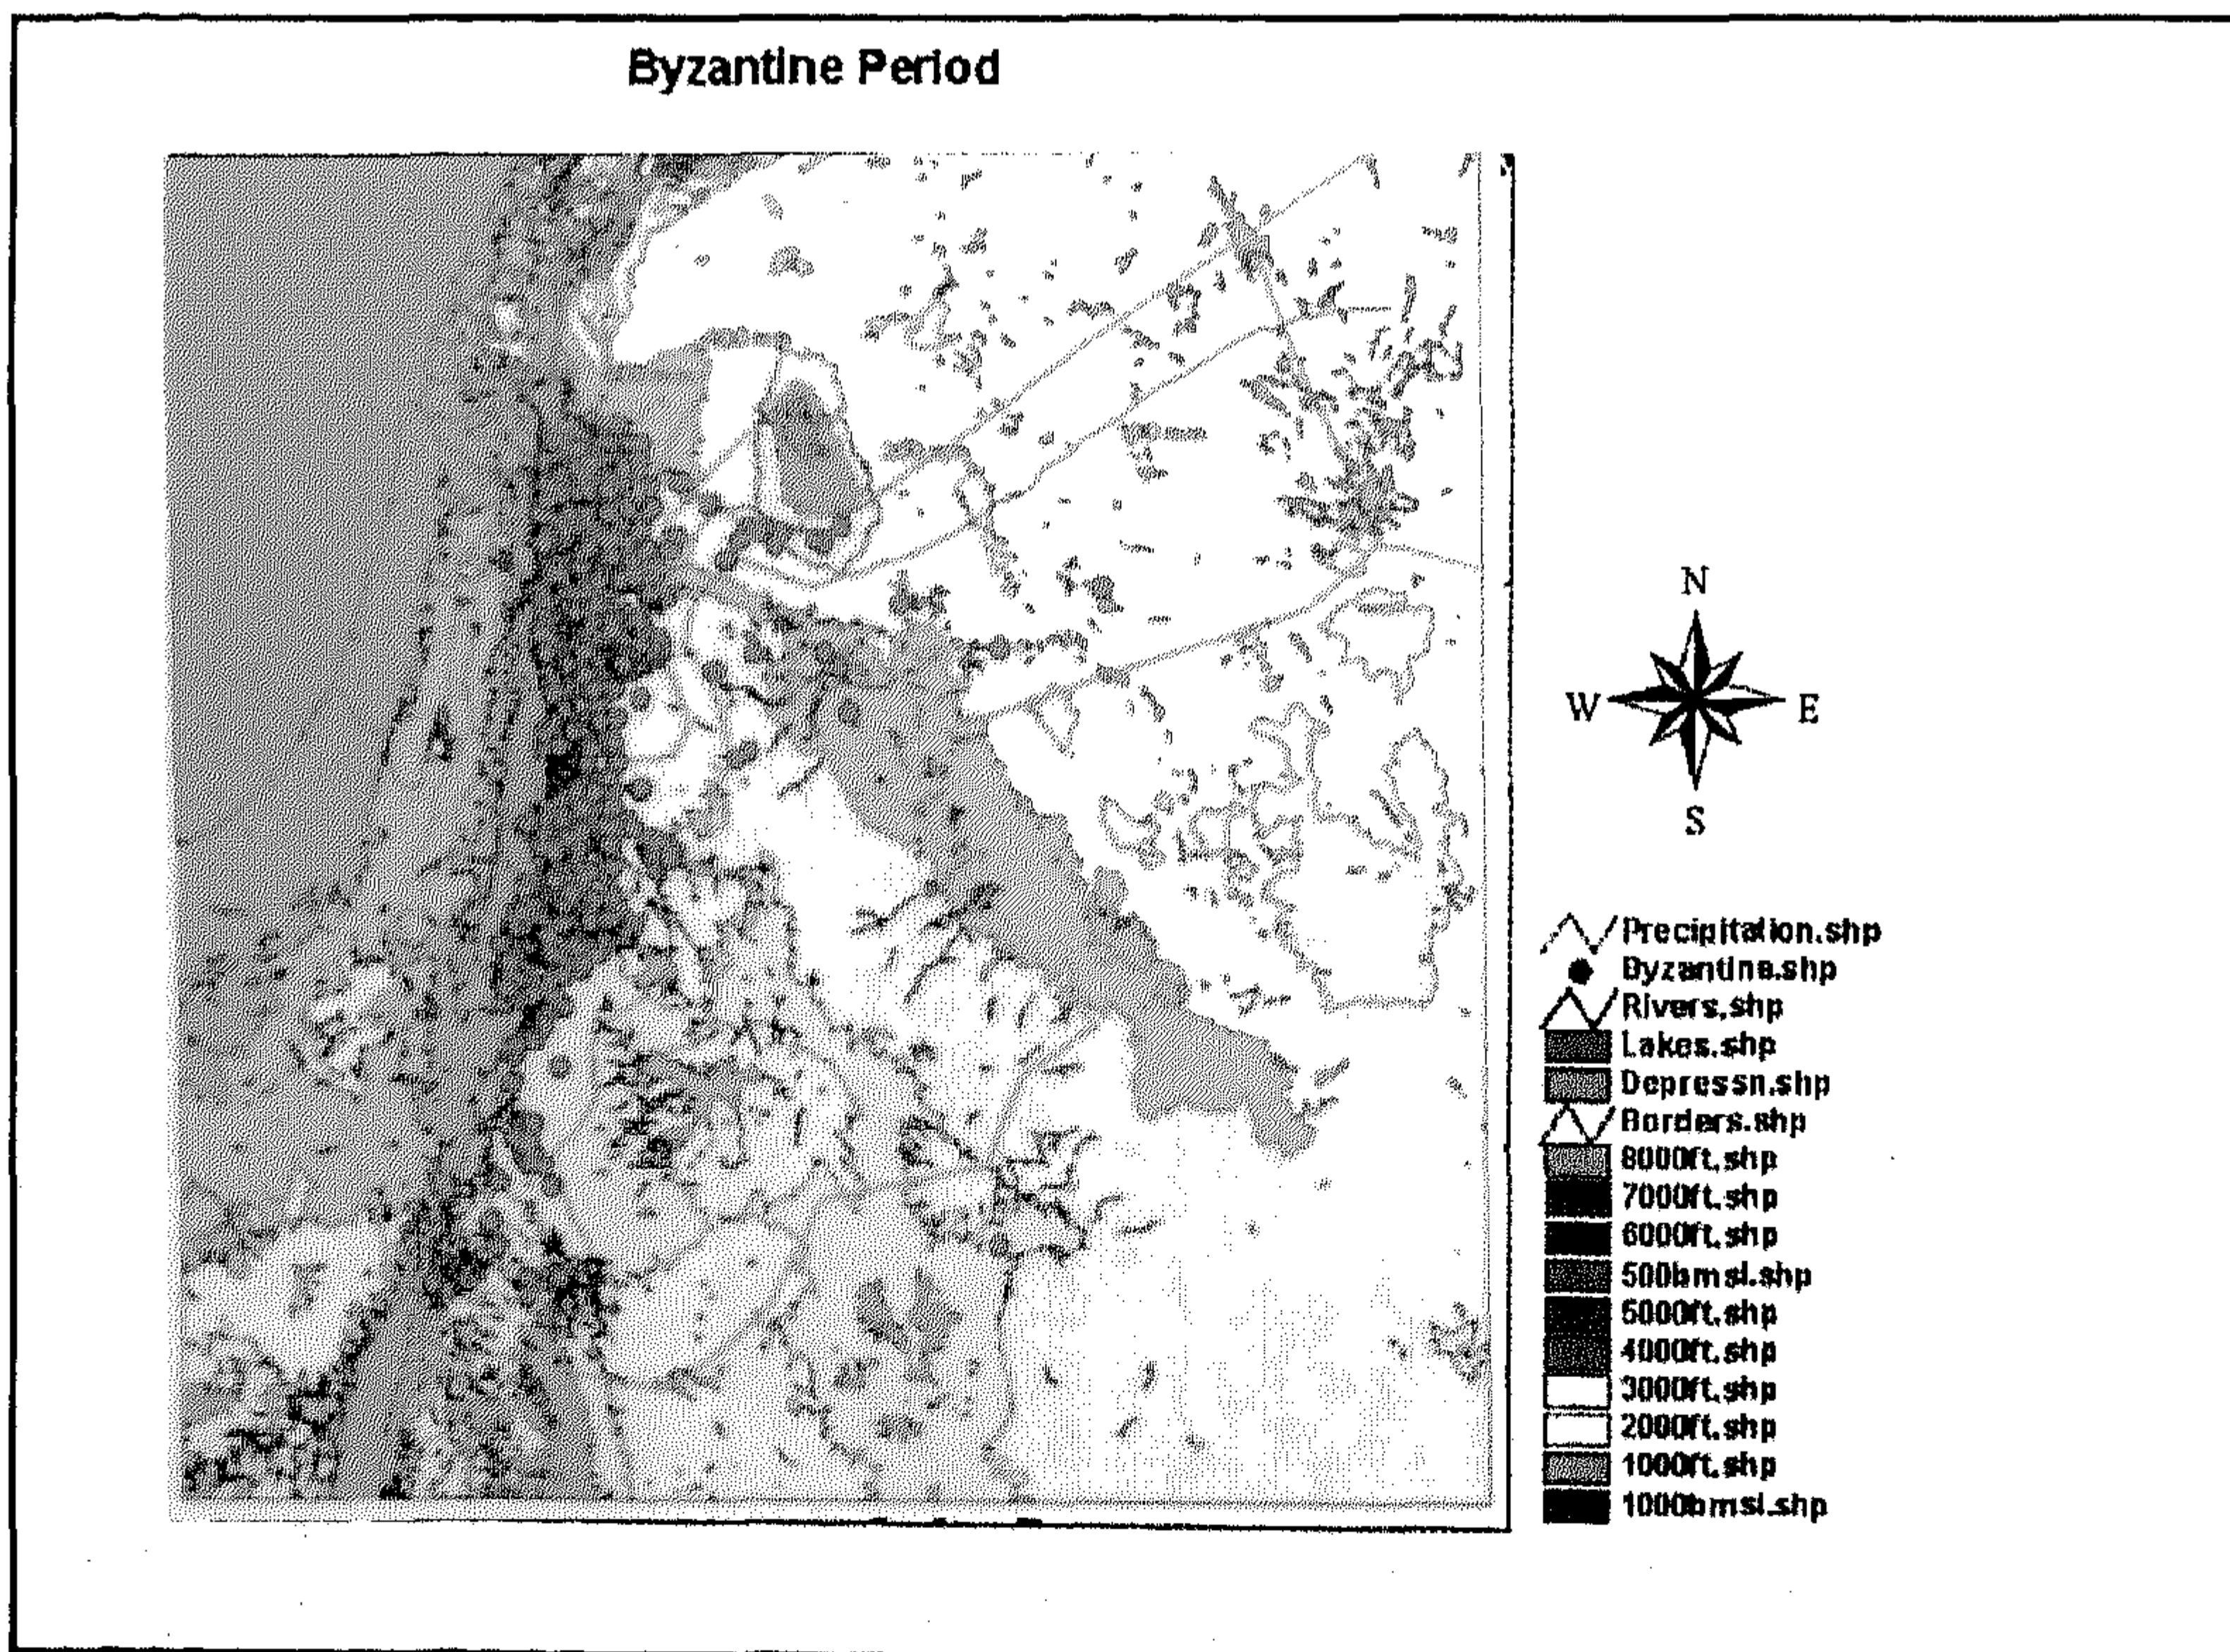 Byzantine Period
N
W
E
S
Precipitation.shp
Byzantine.shp
Rivers.shp
Lakes.shp
Depressn.shp
Borders.shp
8000ft.shp
7000ft.shp
6000ft.shp
500bmsl.shp
5000ft.shp
4000ft.shp
3000ft.shp
2000ft.shp
1000ft.shp
1000bmsl.shp